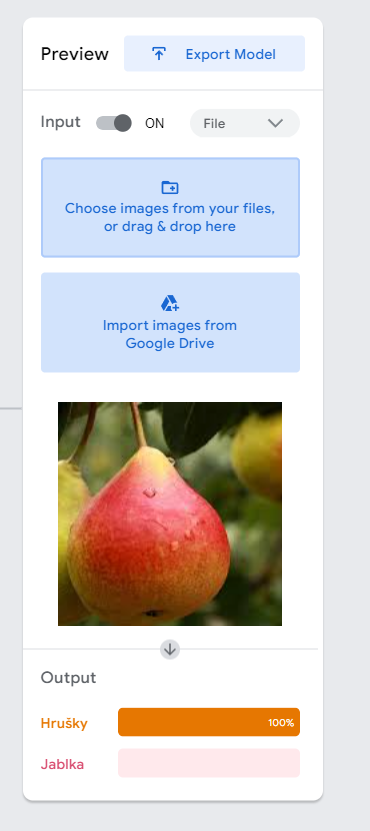 Preview
Export Model
Input
ON
File
Choose images from your files,
or drag & drop here
Import images from
Google Drive
Output
Hrušky
100%
Jablka